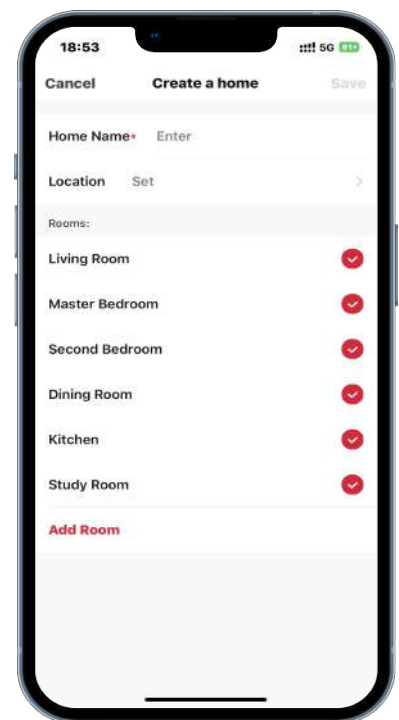 18:53 5G
Cancel Create a home Save
Home Name* Enter
Location Set
Rooms:
Living Room
Master Bedroom
Second Bedroom
Dining Room
Kitchen
Study Room
Add Room